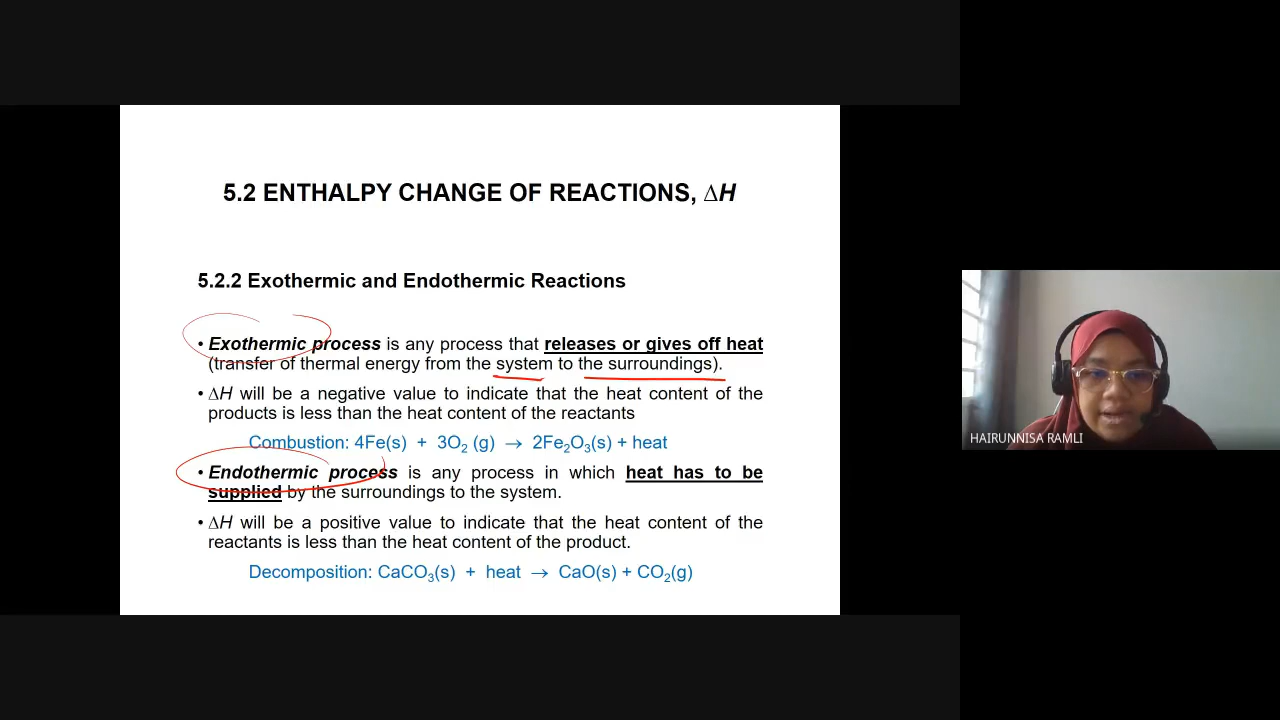 5.2 ENTHALPY CHANGE OF REACTIONS, ∆H
5.2.2 Exothermic and Endothermic Reactions
• Exothermic process is any process that releases or gives off heat
(transfer of thermal energy from the system to the surroundings).
• ∆H will be a negative value to indicate that the heat content of the
products is less than the heat content of the reactants
Combustion: 4Fe(s) + 3O₂ (g) → 2Fe₂O₃(s) + heat
• Endothermic process is any process in which heat has to be
supplied by the surroundings to the system.
• ∆H will be a positive value to indicate that the heat content of the
reactants is less than the heat content of the product.
Decomposition: CaCO₃(s) + heat → CaO(s) + CO₂(g)
HAIRUNNISA RAMLI